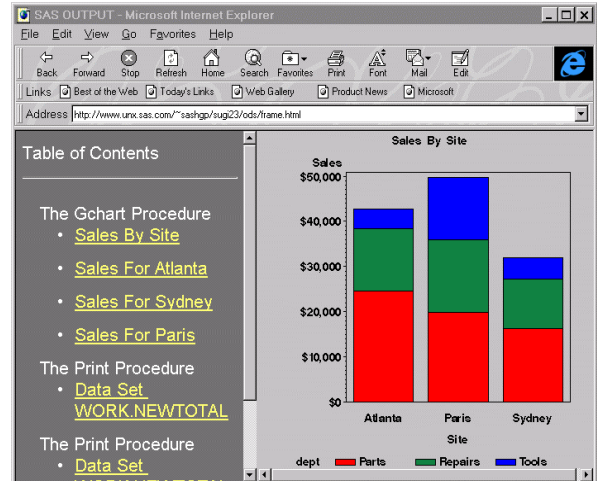 SAS OUTPUT - Microsoft Internet Explorer
File Edit View Go Favorites Help
Back Forward Stop Refresh Home Search Favorites Print Font Mail Edit
Links Best of the Web Today's Links Web Gallery Product News Microsoft
Address http://www.unx.sas.com/~sashgp/sugi23/ods/frame.html
Table of Contents
The Gchart Procedure
• Sales By Site
• Sales For Atlanta
• Sales For Sydney
• Sales For Paris
The Print Procedure
• Data Set
WORK.NEWTOTAL
The Print Procedure
• Data Set
Sales By Site
Sales
$50,000
$40,000
$30,000
$20,000
$10,000
$0
Atlanta Paris Sydney
Site
dept Parts Repairs Tools